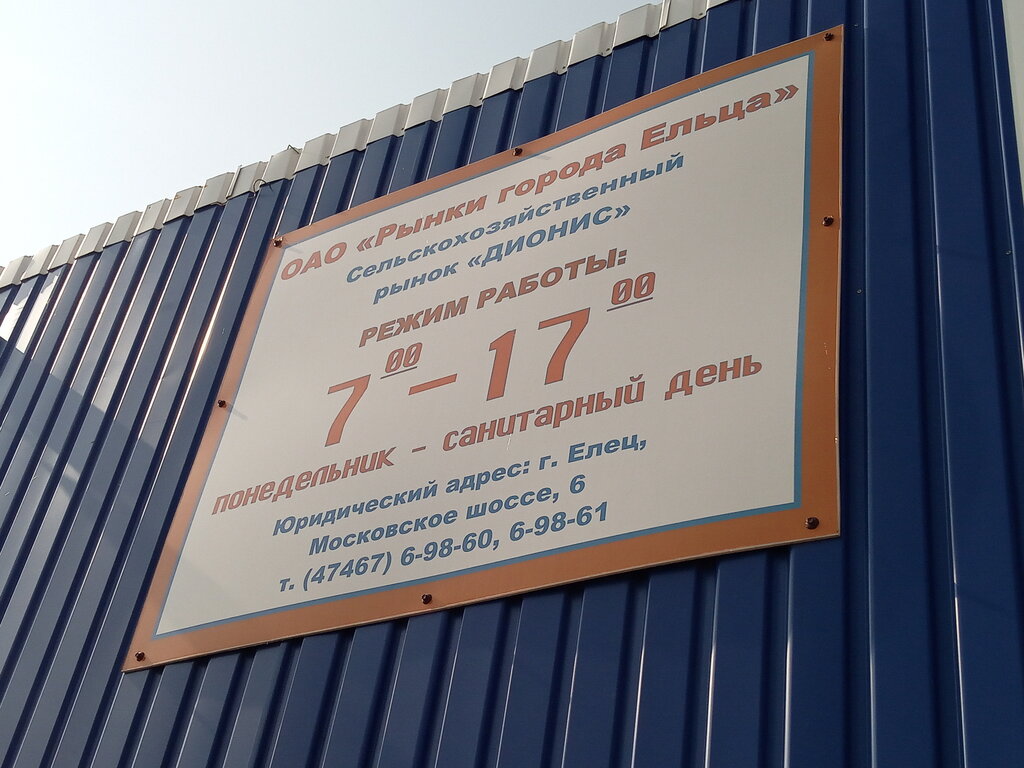 ОАО «Рынки города Ельца»
Сельскохозяйственный
рынок «ДИОНИС»
РЕЖИМ РАБОТЫ:
7 00 – 17 00
понедельник – санитарный день
Юридический адрес: г. Елец,
Московское шоссе, 6
т. (47467) 6-98-60, 6-98-61